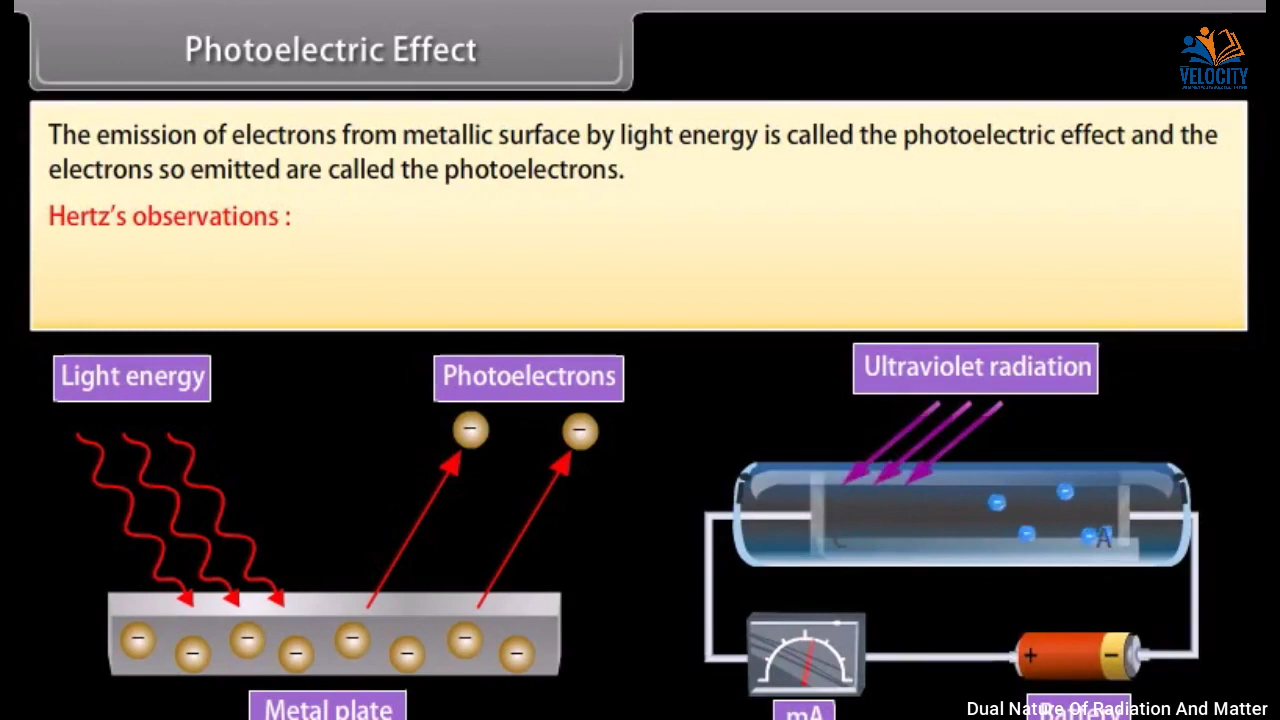 Photoelectric Effect
VELOCITY
The emission of electrons from metallic surface by light energy is called the photoelectric effect and the
electrons so emitted are called the photoelectrons.
Hertz's observations :
Light energy
Photoelectrons
Ultraviolet radiation
C
A
+
−
Metal plate
mA
Battery
Dual Nature Of Radiation And Matter